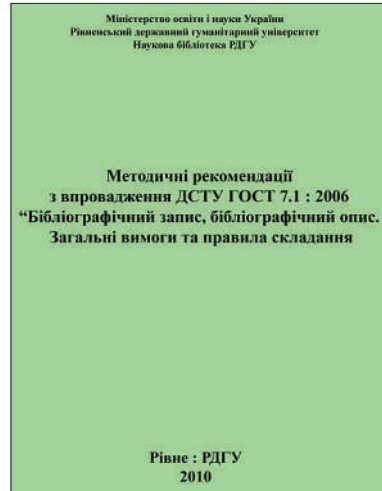 Міністерство освіти і науки України
Рівненський державний гуманітарний університет
Наукова бібліотека РДГУ
Методичні рекомендації
з впровадження ДСТУ ГОСТ 7.1 : 2006
“Бібліографічний запис, бібліографічний опис.
Загальні вимоги та правила складання
Рівне : РДГУ
2010